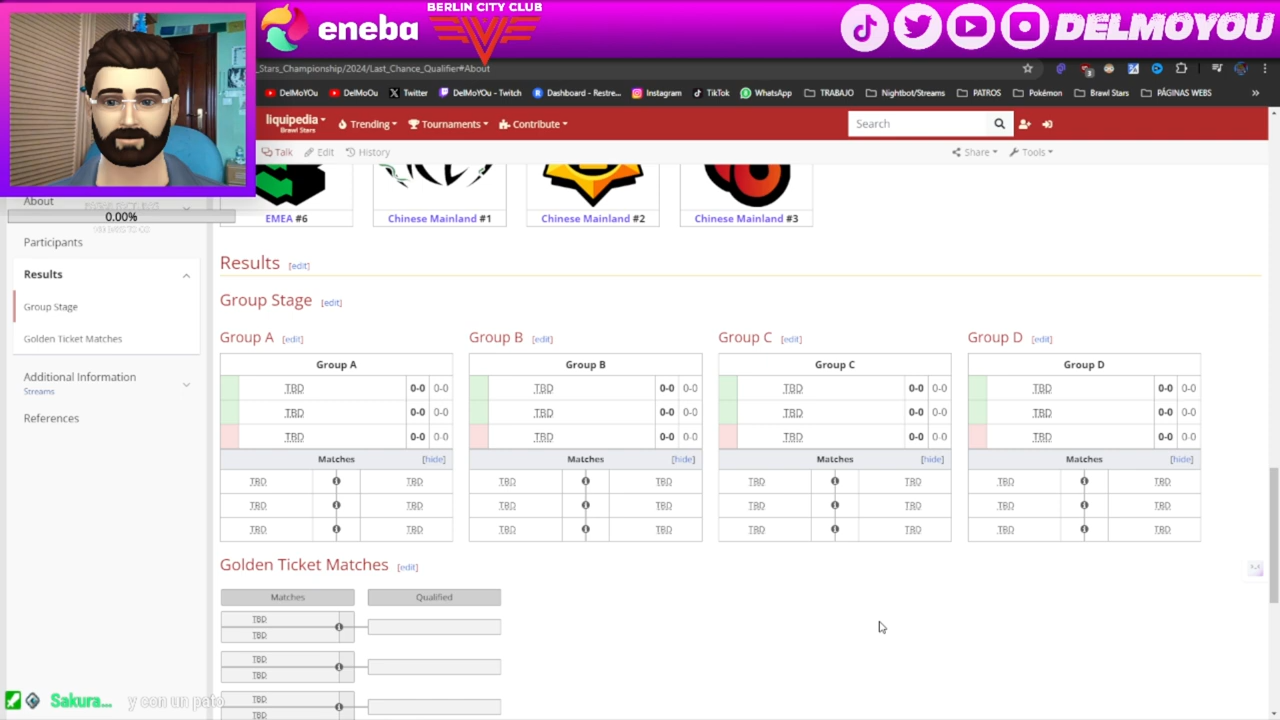 BERLIN CITY CLUB
eneba
DELMOYOU
_Stars_Championship/2024/Last_Chance_Qualifier#About
DelMoYOu
DelMoOu
Twitter
DeLMoYOu - Twitch
Dashboard - Restre...
Instagram
TikTok
WhatsApp
TRABAJO
Nightbot/Streams
PATROS
Pokémon
Brawl Stars
PÁGINAS WEBS
liquipedia
Brawl Stars
Trending
Tournaments
Contribute
Search
Talk
Edit
History
Share
Tools
EMEA #6
Chinese Mainland #1
Chinese Mainland #2
Chinese Mainland #3
About
0.00%
Participants
Results
Group Stage
Golden Ticket Matches
Additional Information
Streams
References
Results [edit]
Group Stage [edit]
Group A [edit]
Group B [edit]
Group C [edit]
Group D [edit]
Group A
Group B
Group C
Group D
TBD 0-0 0-0
TBD 0-0 0-0
TBD 0-0 0-0
TBD 0-0 0-0
TBD 0-0 0-0
TBD 0-0 0-0
TBD 0-0 0-0
TBD 0-0 0-0
TBD 0-0 0-0
TBD 0-0 0-0
TBD 0-0 0-0
TBD 0-0 0-0
Matches [hide]
Matches [hide]
Matches [hide]
Matches [hide]
TBD TBD
TBD TBD
TBD TBD
TBD TBD
TBD TBD
TBD TBD
TBD TBD
TBD TBD
TBD TBD
TBD TBD
TBD TBD
TBD TBD
Golden Ticket Matches [edit]
Matches
Qualified
TBD
TBD
TBD
TBD
TBD
TBD
Sakura... y con un pato